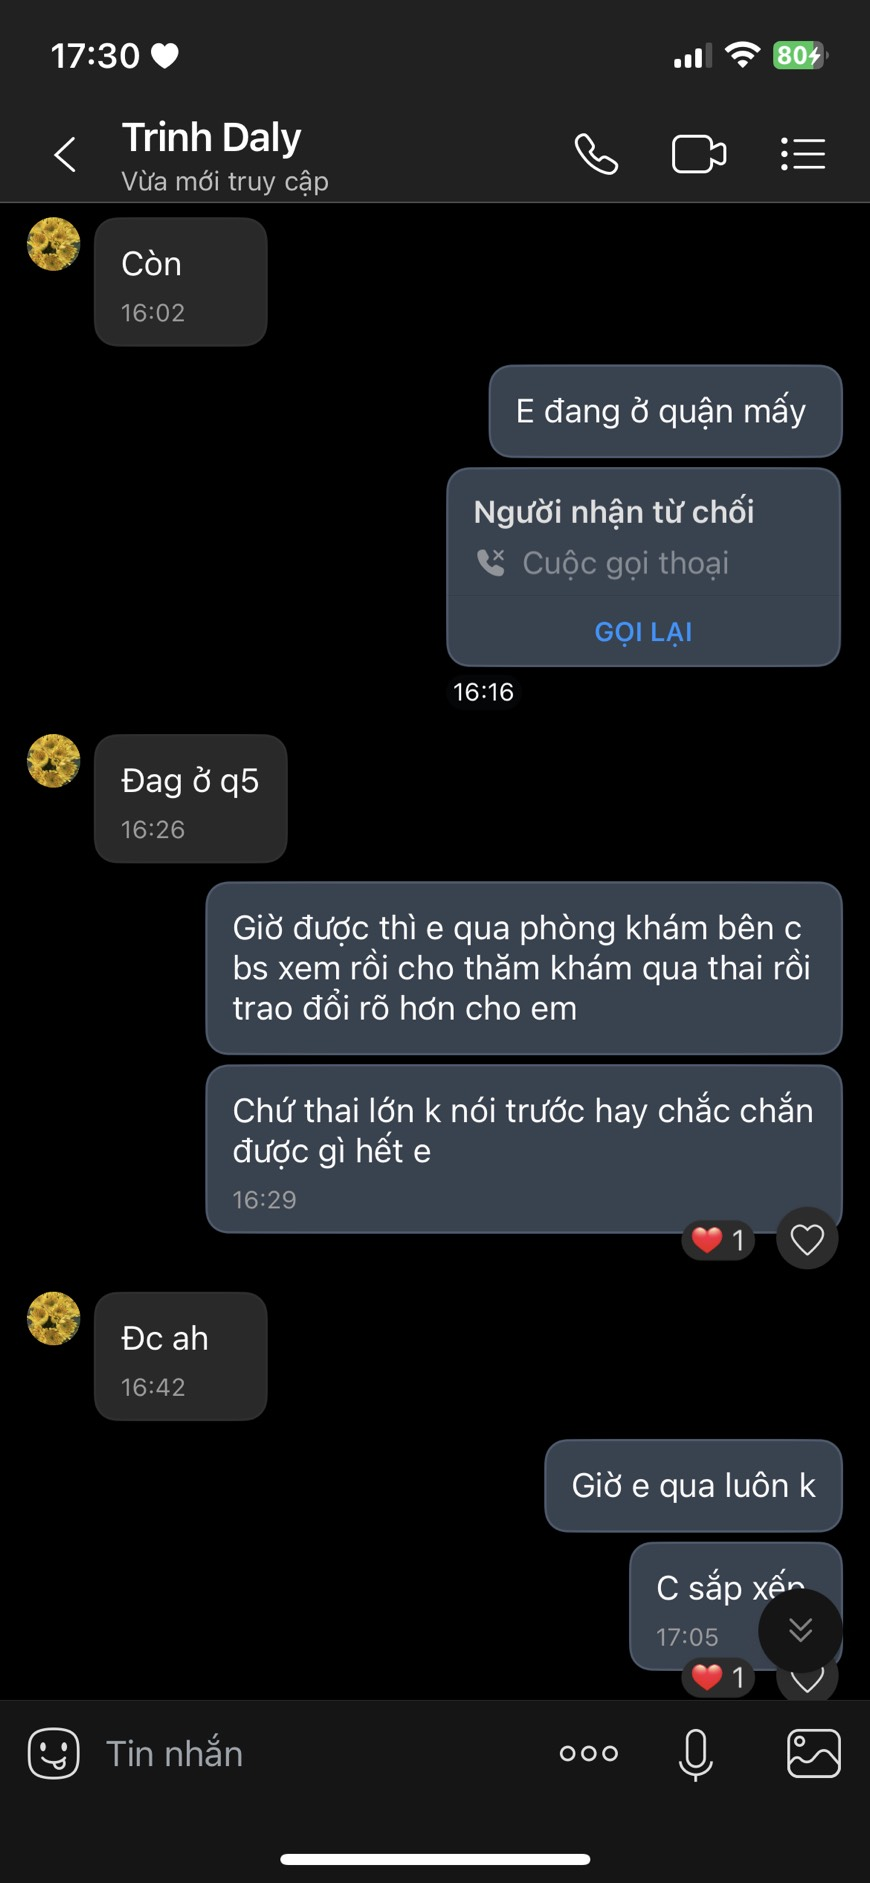 17:30
80
Trinh Daly
Vừa mới truy cập
Còn
16:02
E đang ở quận mấy
Người nhận từ chối
Cuộc gọi thoại
GỌI LẠI
16:16
Đag ở q5
16:26
Giờ được thì e qua phòng khám bên c
bs xem rồi cho thăm khám qua thai rồi
trao đổi rõ hơn cho em
Chứ thai lớn k nói trước hay chắc chắn
được gì hết e
16:29
1
Đc ah
16:42
Giờ e qua luôn k
C sắp xếp
17:05
1
Tin nhắn